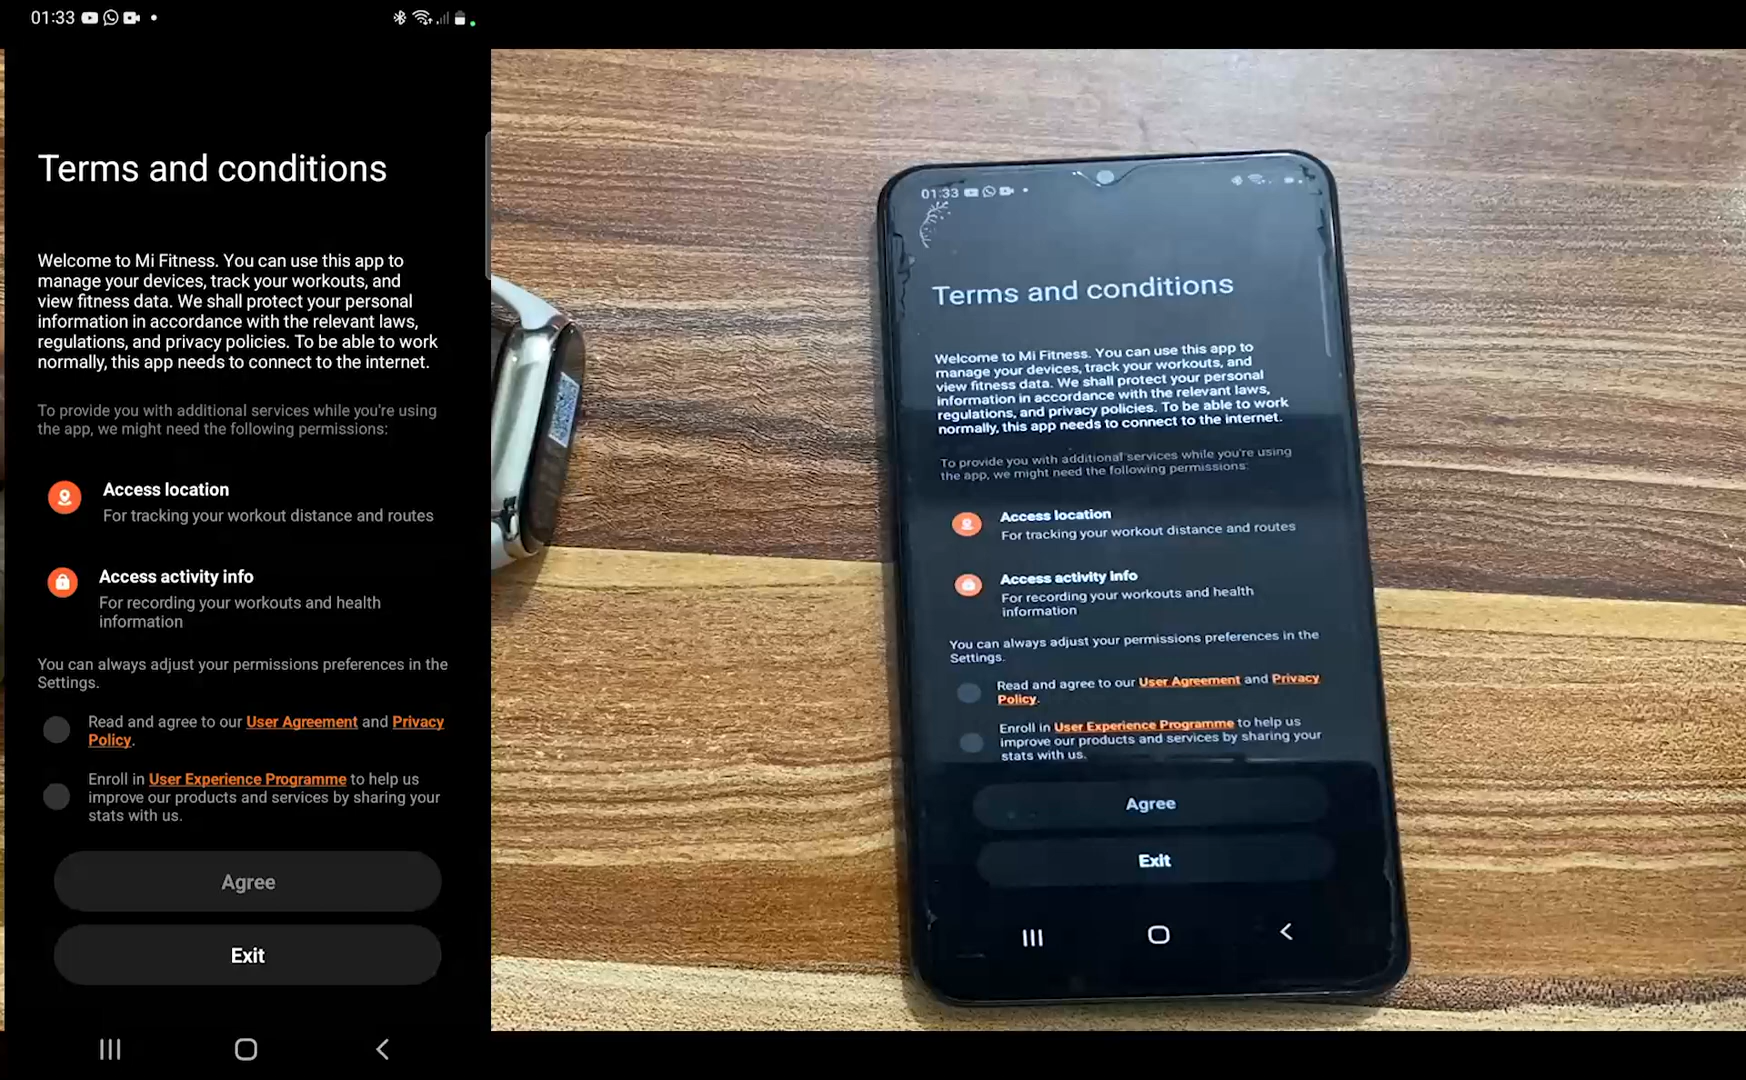 01:33
Terms and conditions
Welcome to Mi Fitness. You can use this app to
manage your devices, track your workouts, and
view fitness data. We shall protect your personal
information in accordance with the relevant laws,
regulations, and privacy policies. To be able to work
normally, this app needs to connect to the internet.
To provide you with additional services while you're using
the app, we might need the following permissions:
Access location
For tracking your workout distance and routes
Access activity info
For recording your workouts and health
information
You can always adjust your permissions preferences in the
Settings.
Read and agree to our User Agreement and Privacy
Policy.
Enroll in User Experience Programme to help us
improve our products and services by sharing your
stats with us.
Agree
Exit
01:33
Terms and conditions
Welcome to Mi Fitness. You can use this app to
manage your devices, track your workouts, and
view fitness data. We shall protect your personal
information in accordance with the relevant laws,
regulations, and privacy policies. To be able to work
normally, this app needs to connect to the internet.
To provide you with additional services while you're using
the app, we might need the following permissions:
Access location
For tracking your workout distance and routes
Access activity info
For recording your workouts and health
information
You can always adjust your permissions preferences in the
Settings.
Read and agree to our User Agreement and Privacy
Policy.
Enroll in User Experience Programme to help us
improve our products and services by sharing your
stats with us.
Agree
Exit